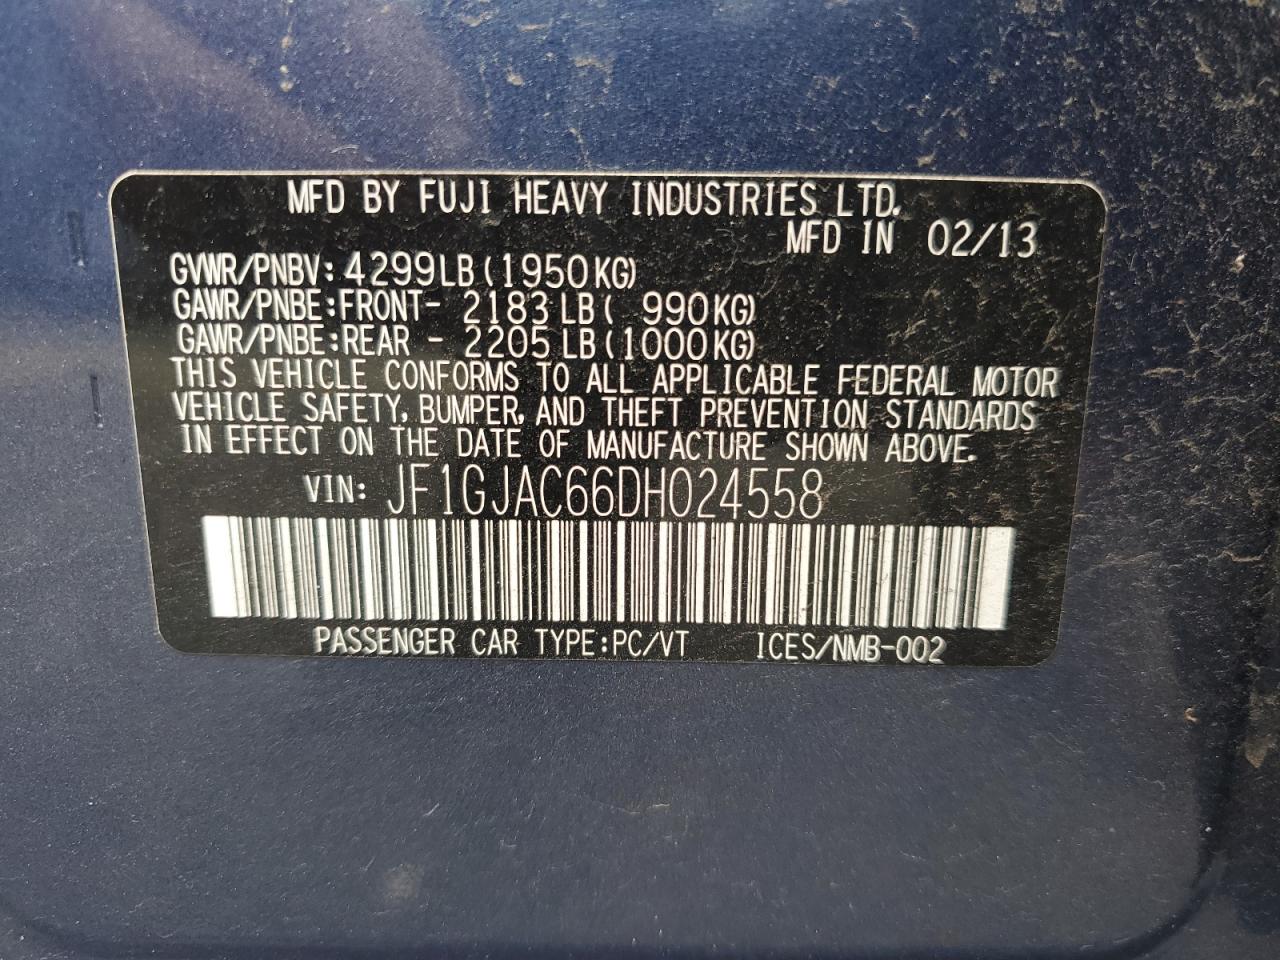 MFD BY FUJI HEAVY INDUSTRIES LTD.
MFD IN 02/13
GVWR/PNBV: 4299LB(1950KG)
GAWR/PNBE:FRONT- 2183LB( 990KG)
GAWR/PNBE:REAR - 2205LB(1000KG)
THIS VEHICLE CONFORMS TO ALL APPLICABLE FEDERAL MOTOR
VEHICLE SAFETY, BUMPER, AND THEFT PREVENTION STANDARDS
IN EFFECT ON THE DATE OF MANUFACTURE SHOWN ABOVE.
VIN: JF1GJAC66DH024558
PASSENGER CAR TYPE:PC/VT ICES/NMB-002